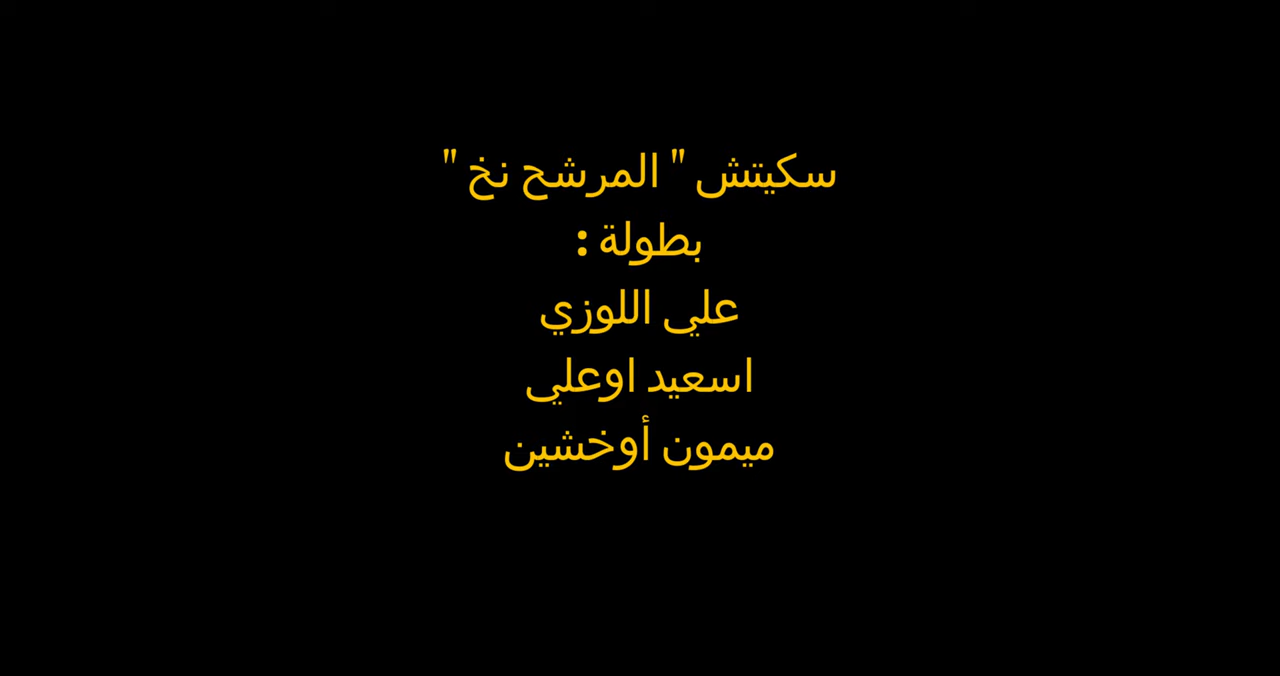 سكيتش " المرشح نخ "
بطولة :
علي اللوزي
اسعيد اوعلي
ميمون أوخشين